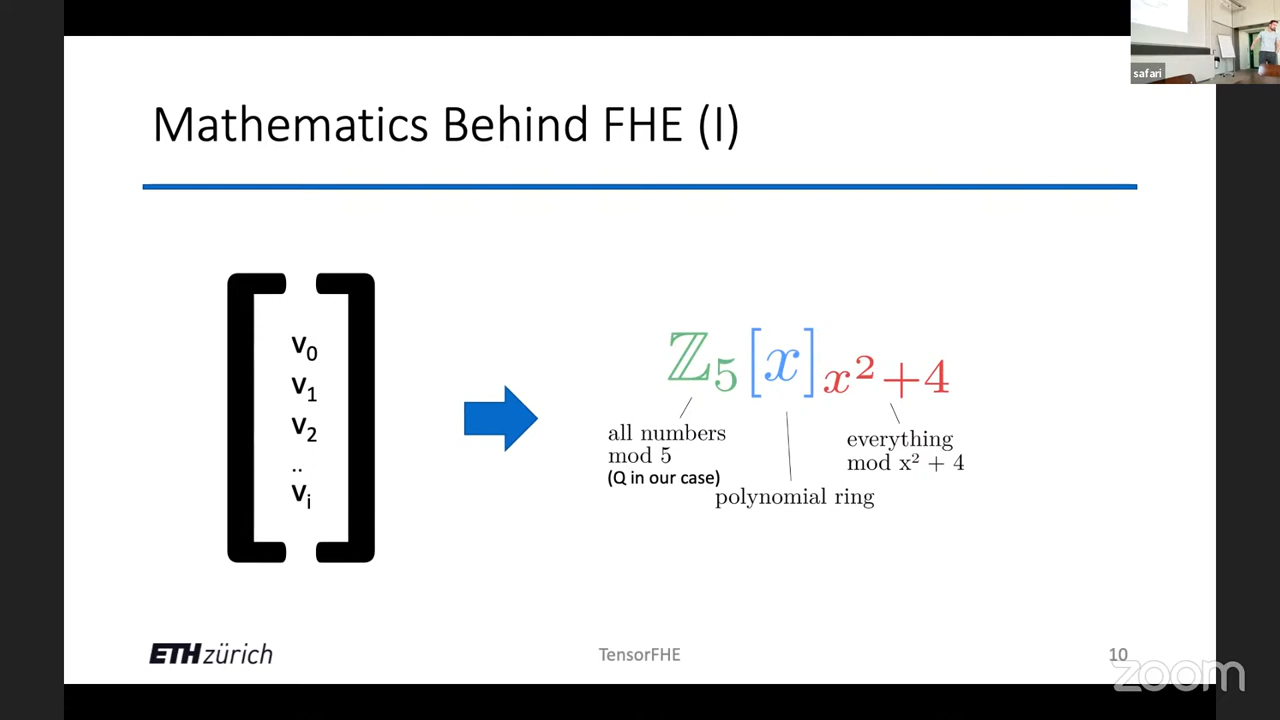 safari
Mathematics Behind FHE (I)
v₀
v₁
v₂
..
vᵢ
ℤ₅[x]ₓ²₊₄
all numbers
mod 5
(Q in our case)
polynomial ring
everything
mod x² + 4
ETH zürich
TensorFHE
10
zoom